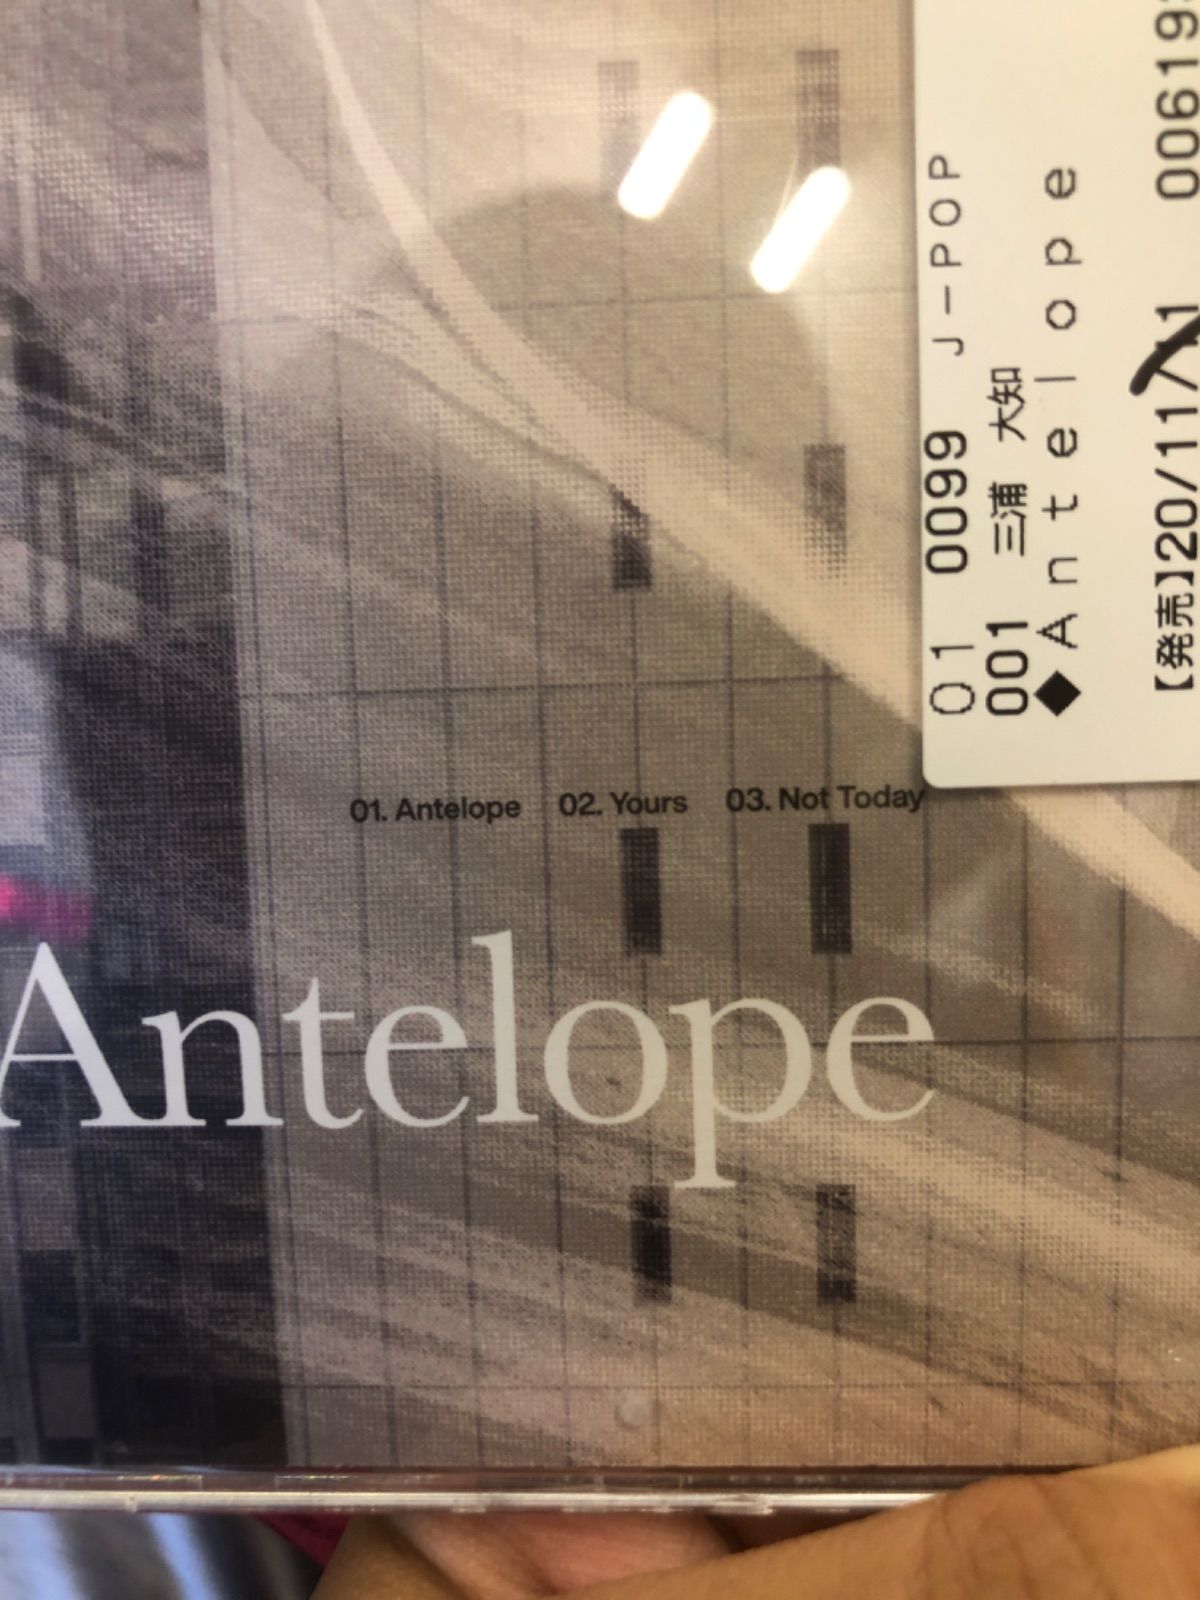 01 0099 J-POP
001 三浦 大知
◆Antelope
【発売】20/11/11 006193
01. Antelope 02. Yours 03. Not Today
Antelope